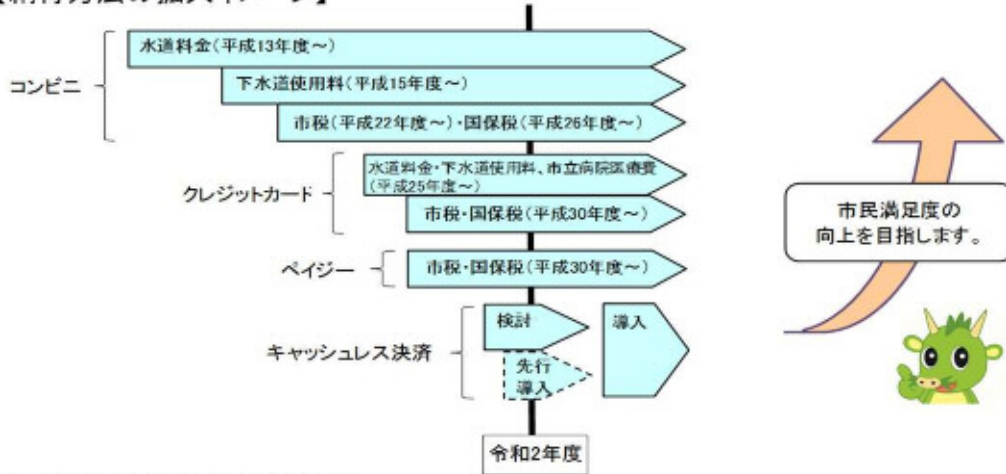 コンビニ
水道料金(平成13年度~)
下水道使用料(平成15年度~)
市税(平成22年度~)・国保税(平成26年度~)
クレジットカード
水道料金・下水道使用料、市立病院医療費
(平成25年度~)
市税・国保税(平成30年度~)
ペイジー
市税・国保税(平成30年度~)
キャッシュレス決済
検討
先行
導入
導入
令和2年度
市民満足度の
向上を目指します。